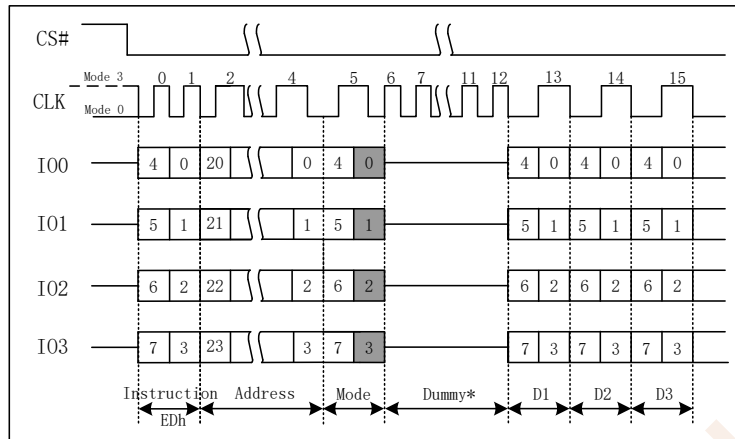 CS#
Mode 3 0 1 2 4 5 6 7 11 12 13 14 15
CLK
Mode 0
IO0 4 0 20 0 4 0 4 0 4 0 4 0
IO1 5 1 21 1 5 1 5 1 5 1 5 1
IO2 6 2 22 2 6 2 6 2 6 2 6 2
IO3 7 3 23 3 7 3 7 3 7 3 7 3
Instruction Address Mode Dummy* D1 D2 D3
EDh